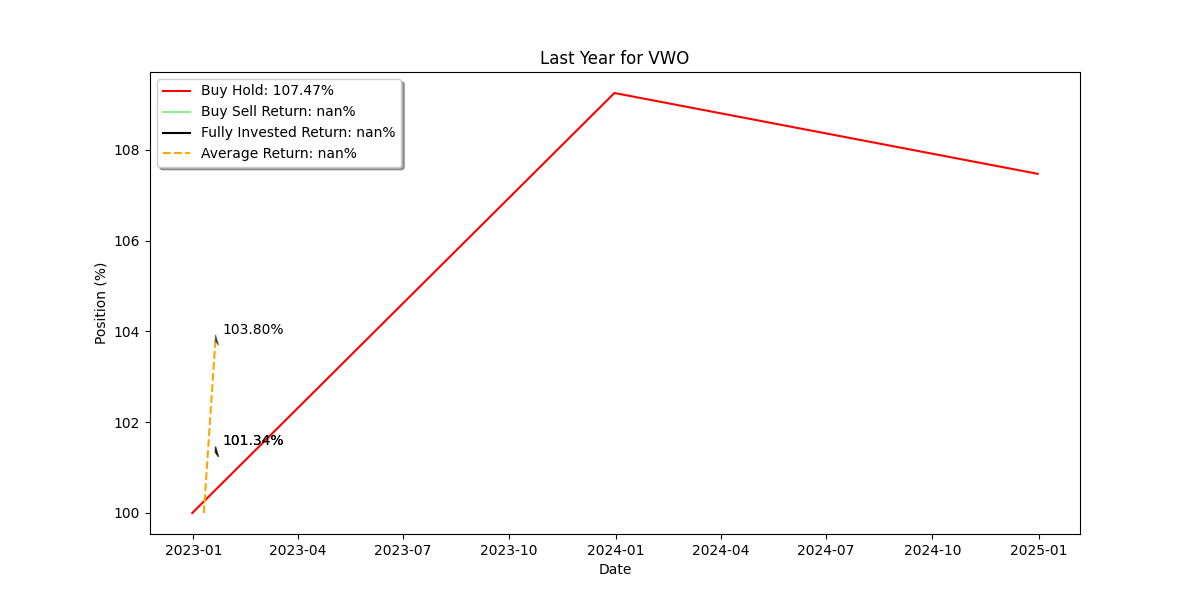 Last Year for VWO
Buy Hold: 107.47%
Buy Sell Return: nan%
Fully Invested Return: nan%
Average Return: nan%
108
106
104
102
100
Position (%)
103.80%
101.34%
2023-01 2023-04 2023-07 2023-10 2024-01 2024-04 2024-07 2024-10 2025-01
Date